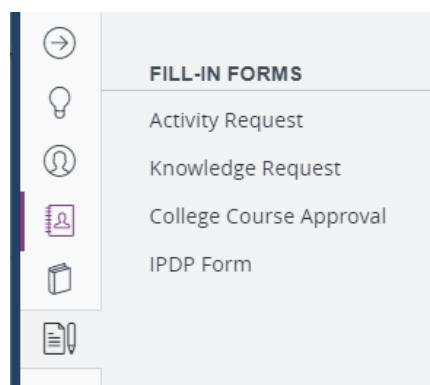 FILL-IN FORMS
Activity Request
Knowledge Request
College Course Approval
IPDP Form